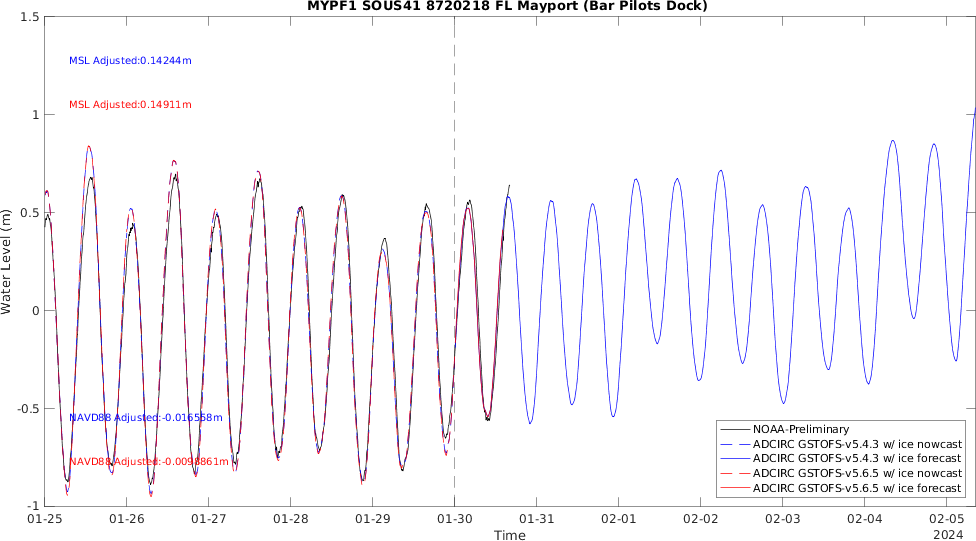 MYPF1 SOUS41 8720218 FL Mayport (Bar Pilots Dock)
1.5
1
0.5
0
-0.5
-1
Water Level (m)
MSL Adjusted:0.14244m
MSL Adjusted:0.14911m
NAVD88 Adjusted:-0.016558m
NAVD88 Adjusted:-0.0098861m
NOAA-Preliminary
ADCIRC GSTOFS-v5.4.3 w/ ice nowcast
ADCIRC GSTOFS-v5.4.3 w/ ice forecast
ADCIRC GSTOFS-v5.6.5 w/ ice nowcast
ADCIRC GSTOFS-v5.6.5 w/ ice forecast
01-25 01-26 01-27 01-28 01-29 01-30 01-31 02-01 02-02 02-03 02-04 02-05
2024
Time